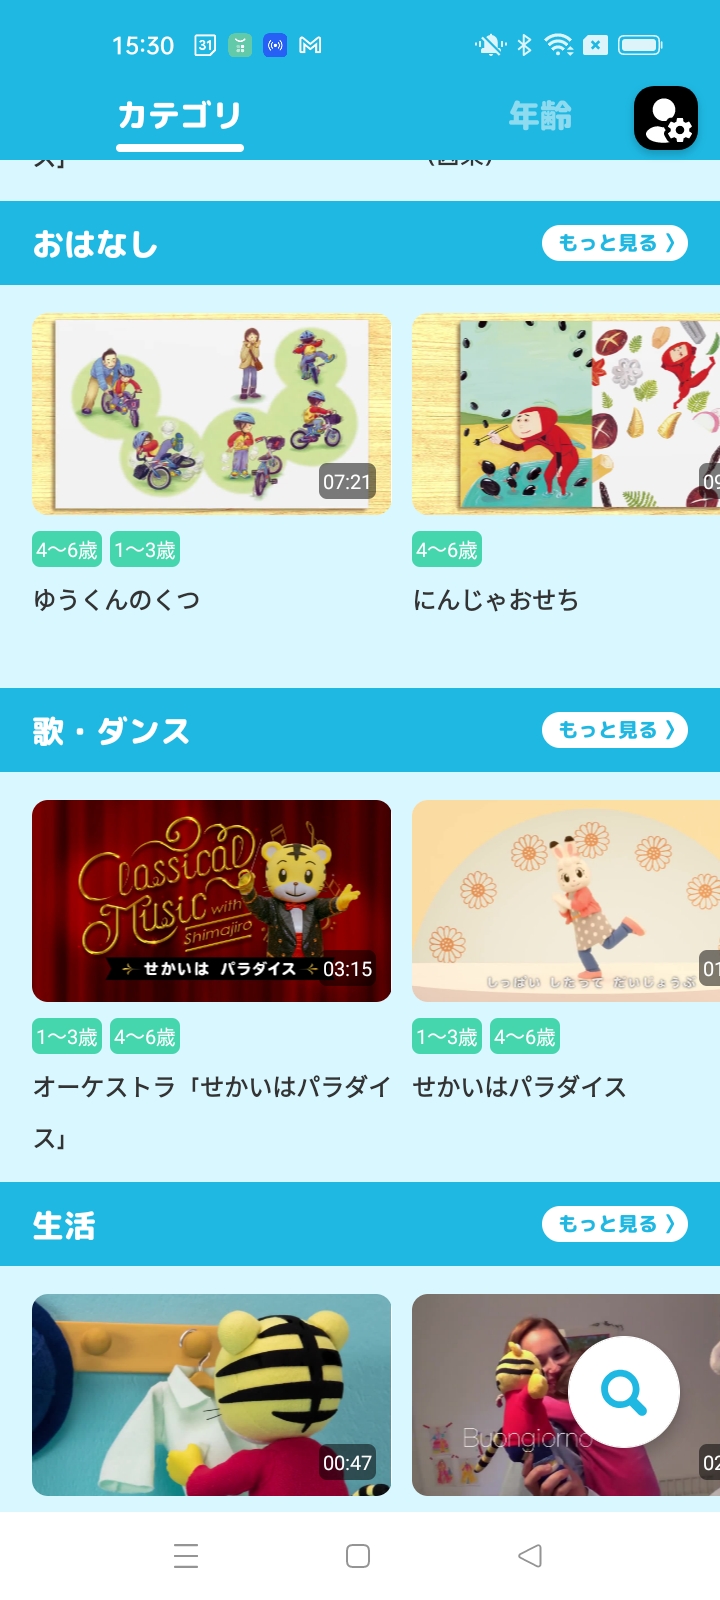 15:30
31
カテゴリ
年齢
おはなし
もっと見る 〉
07:21
4〜6歳 1〜3歳
4〜6歳
ゆうくんのくつ
にんじゃおせち
歌・ダンス
もっと見る 〉
Classical
Music with
Shimajiro
せかいは パラダイス
03:15
しっぱい したって だいじょうぶ
1〜3歳 4〜6歳
1〜3歳 4〜6歳
オーケストラ「せかいはパラダイ
ス」
せかいはパラダイス
生活
もっと見る 〉
00:47
Buongiorno